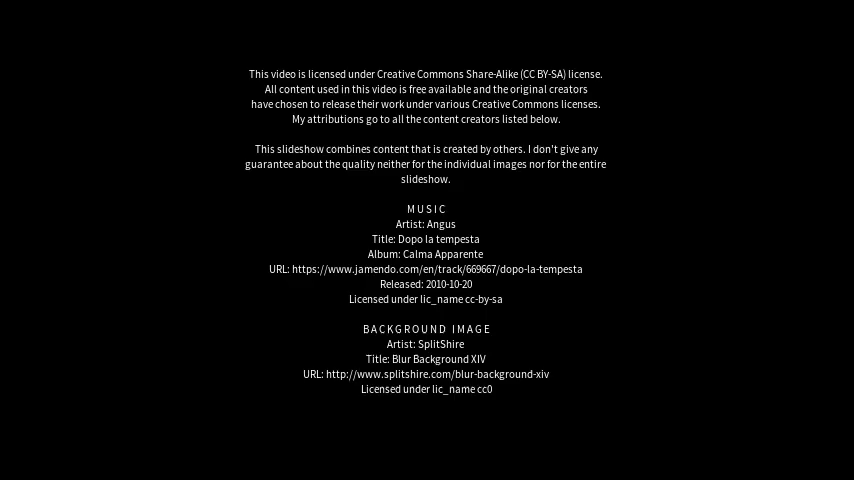 This video is licensed under Creative Commons Share-Alike (CC BY-SA) license.
All content used in this video is free available and the original creators
have chosen to release their work under various Creative Commons licenses.
My attributions go to all the content creators listed below.
This slideshow combines content that is created by others. I don't give any
guarantee about the quality neither for the individual images nor for the entire
slideshow.
MUSIC
Artist: Angus
Title: Dopo la tempesta
Album: Calma Apparente
URL: https://www.jamendo.com/en/track/669667/dopo-la-tempesta
Released: 2010-10-20
Licensed under lic_name cc-by-sa
BACKGROUND IMAGE
Artist: SplitShire
Title: Blur Background XIV
URL: http://www.splitshire.com/blur-background-xiv
Licensed under lic_name cc0